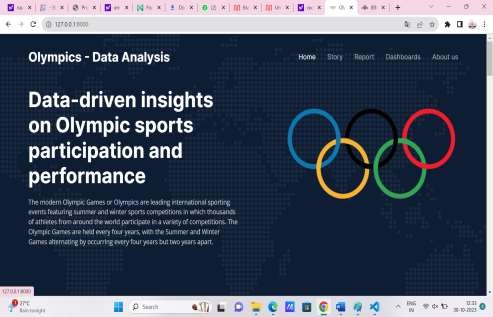 127.0.0.1:8000
Olympics - Data Analysis
Home Story Report Dashboards About us
Data-driven insights
on Olympic sports
participation and
performance
The modern Olympic Games or Olympics are leading international sporting
events featuring summer and winter sports competitions in which thousands
of athletes from around the world participate in a variety of competitions. The
Olympic Games are held every four years, with the Summer and Winter
Games alternating by occurring every four years but two years apart.
127.0.0.1:8000
27°C
Rain tonight
Search
ENG
IN
12:33
30-10-2023